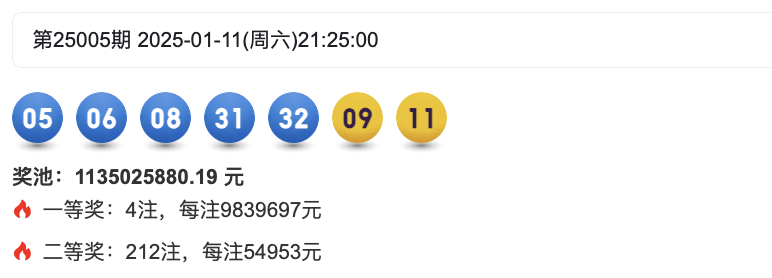 第25005期 2025-01-11(周六)21:25:00
05 06 08 31 32 09 11
奖池：1135025880.19 元
一等奖：4注，每注9839697元
二等奖：212注，每注54953元